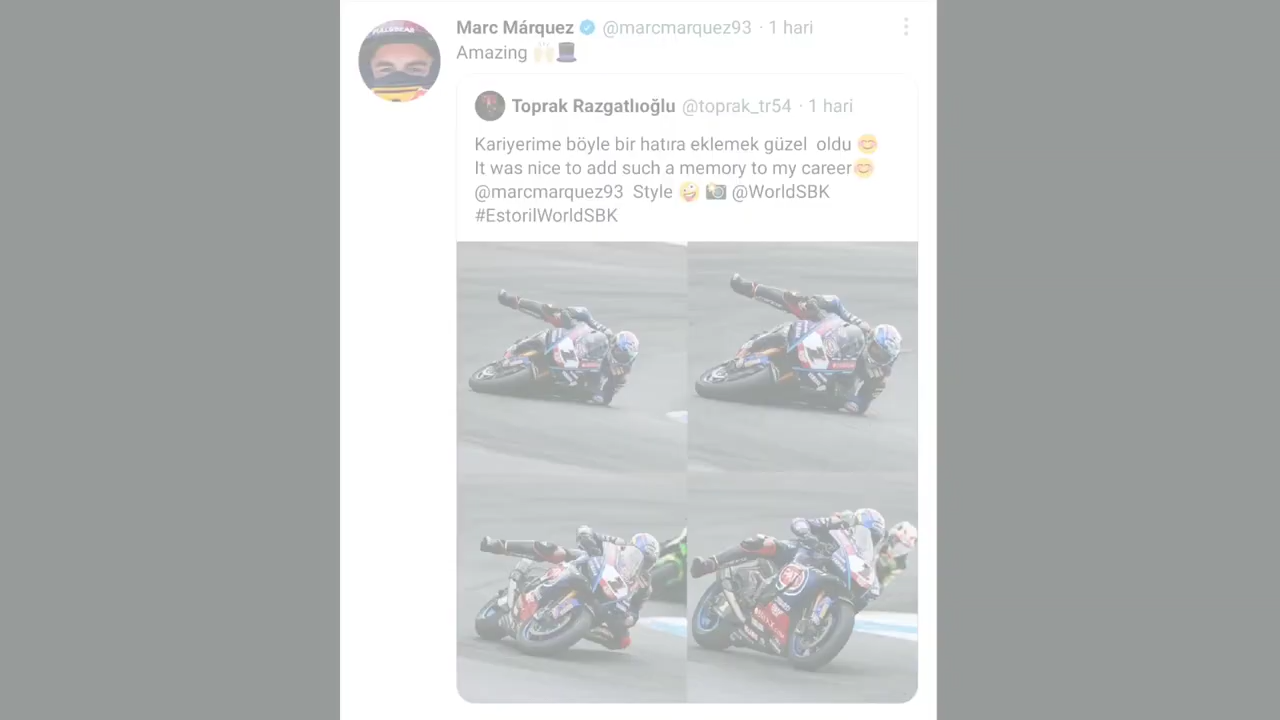 Marc Márquez @marcmarquez93 · 1 hari
Amazing 🙌🎩
Toprak Razgatlıoğlu @toprak_tr54 · 1 hari
Kariyerime böyle bir hatıra eklemek güzel oldu 😊
It was nice to add such a memory to my career😊
@marcmarquez93 Style 🤪 📸 @WorldSBK
#EstorilWorldSBK